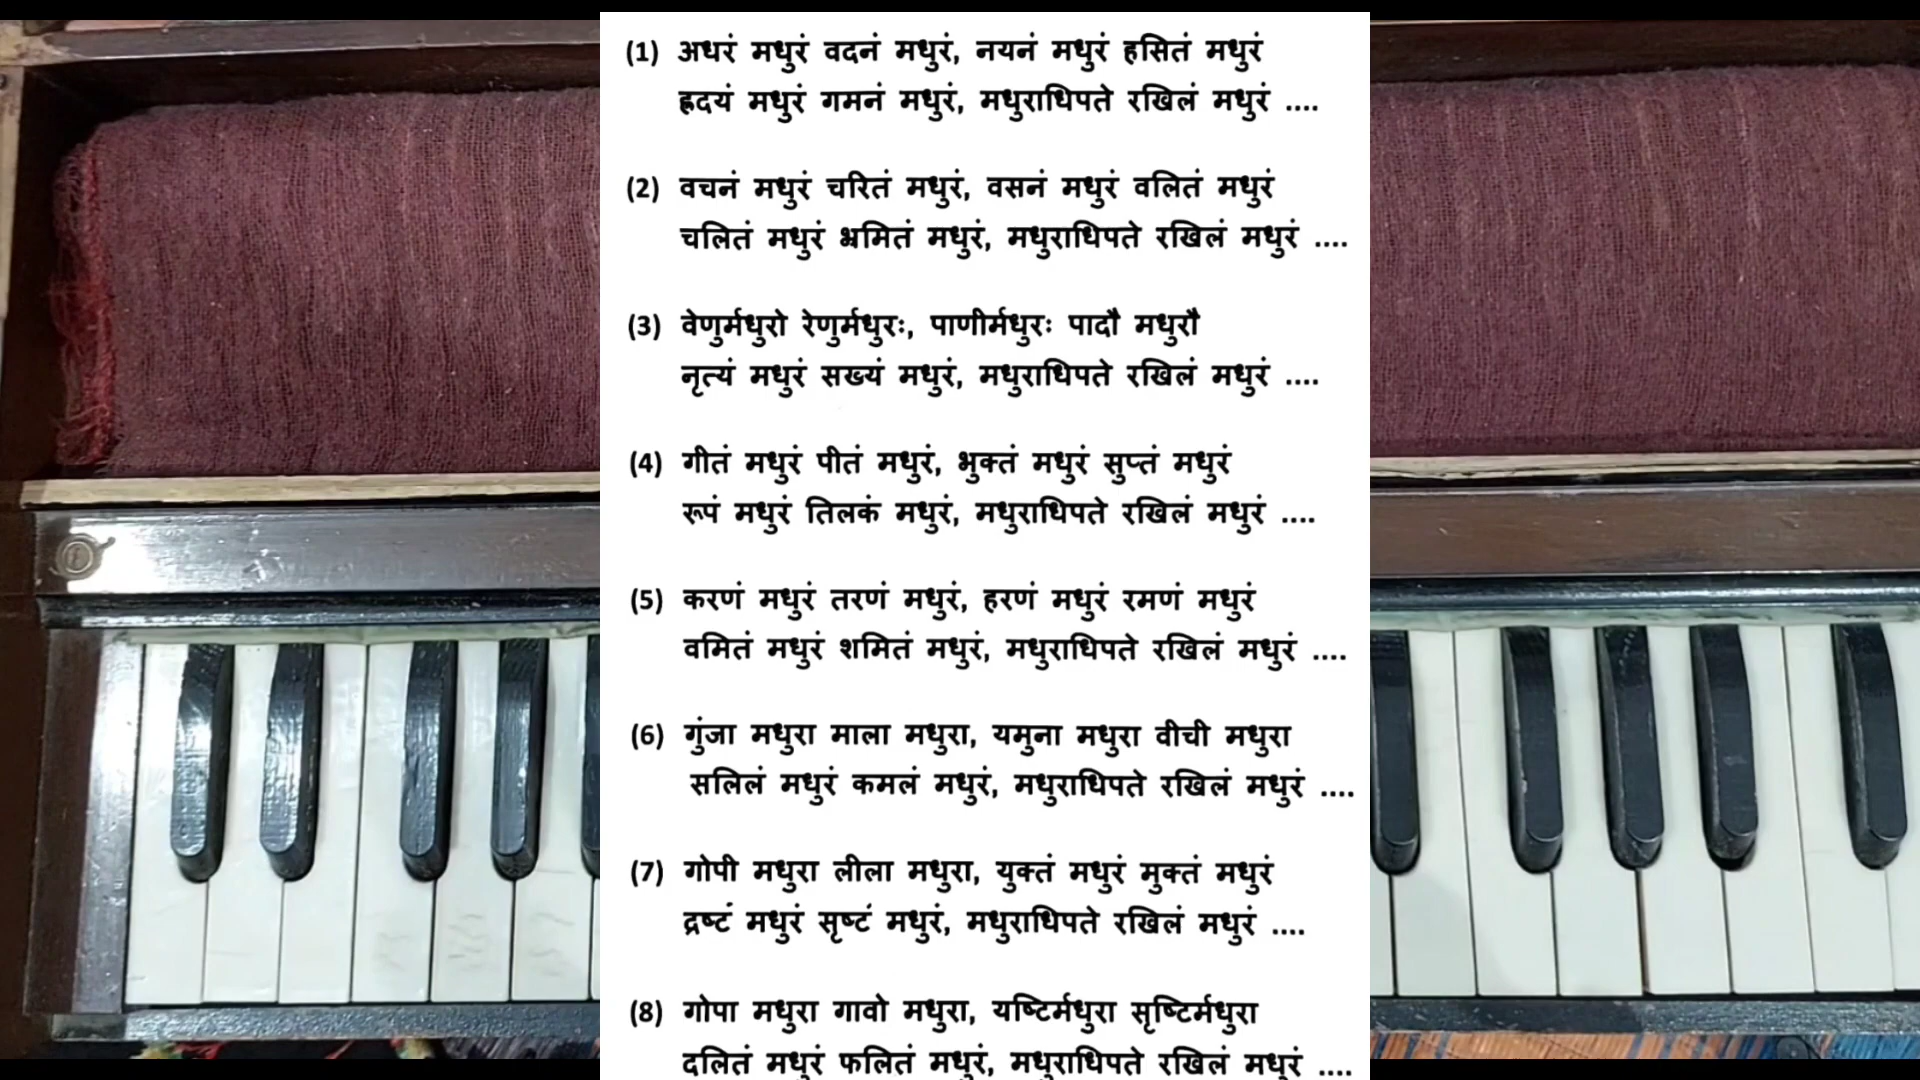 (1) अधरं मधुरं वदनं मधुरं, नयनं मधुरं हसितं मधुरं
ह्रदयं मधुरं गमनं मधुरं, मधुराधिपते रखिलं मधुरं ....
(2) वचनं मधुरं चरितं मधुरं, वसनं मधुरं वलितं मधुरं
चलितं मधुरं भ्रमितं मधुरं, मधुराधिपते रखिलं मधुरं ....
(3) वेणुर्मधुरो रेणुर्मधुरः, पाणीर्मधुरः पादौ मधुरौ
नृत्यं मधुरं सख्यं मधुरं, मधुराधिपते रखिलं मधुरं ....
(4) गीतं मधुरं पीतं मधुरं, भुक्तं मधुरं सुप्तं मधुरं
रूपं मधुरं तिलकं मधुरं, मधुराधिपते रखिलं मधुरं ....
(5) करणं मधुरं तरणं मधुरं, हरणं मधुरं रमणं मधुरं
वमितं मधुरं शमितं मधुरं, मधुराधिपते रखिलं मधुरं ....
(6) गुंजा मधुरा माला मधुरा, यमुना मधुरा वीची मधुरा
सलिलं मधुरं कमलं मधुरं, मधुराधिपते रखिलं मधुरं ....
(7) गोपी मधुरा लीला मधुरा, युक्तं मधुरं मुक्तं मधुरं
द्रष्टं मधुरं सृष्टं मधुरं, मधुराधिपते रखिलं मधुरं ....
(8) गोपा मधुरा गावो मधुरा, यष्टिर्मधुरा सृष्टिर्मधुरा
दलितं मधुरं फलितं मधुरं, मधुराधिपते रखिलं मधुरं ....